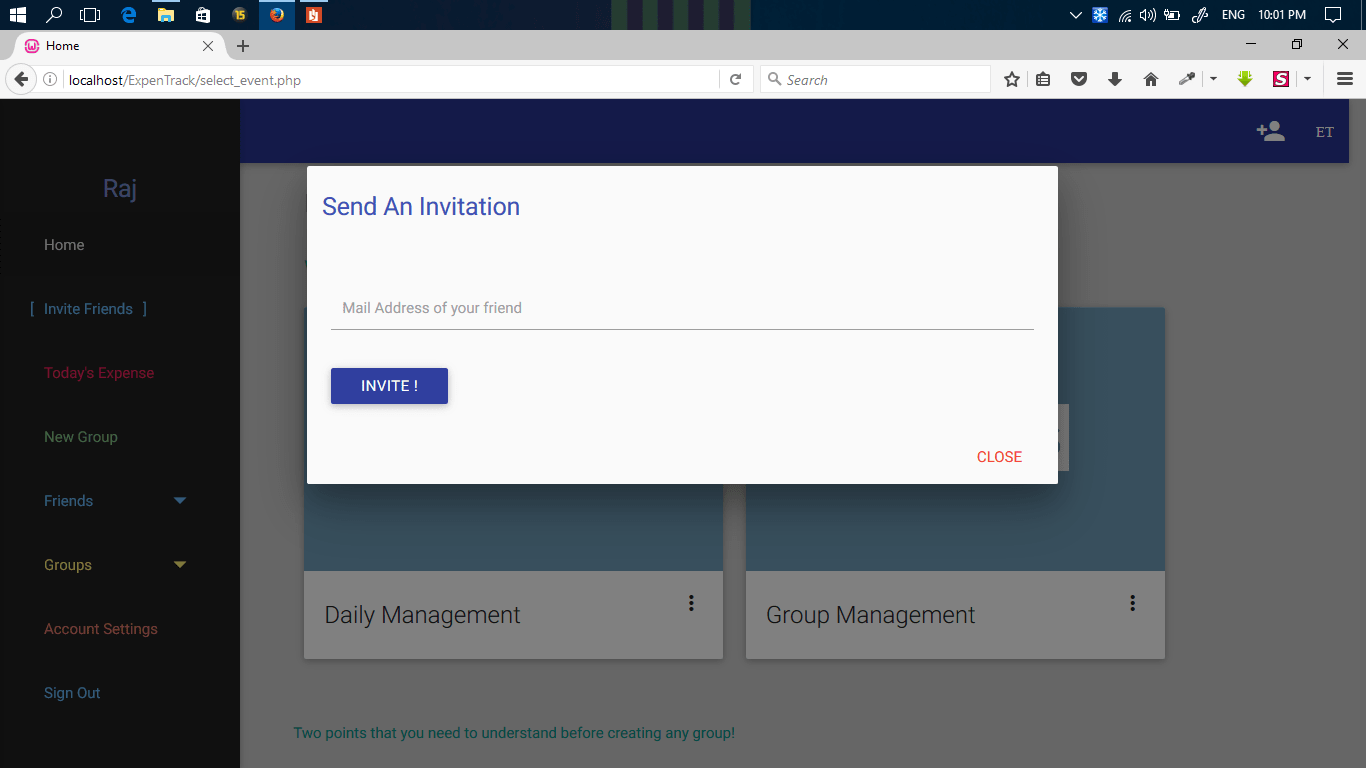 ENG 10:01 PM
Home
localhost/ExpenTrack/select_event.php
Search
ET
Raj
Home
[ Invite Friends ]
Today's Expense
New Group
Friends
Groups
Account Settings
Sign Out
Send An Invitation
Mail Address of your friend
INVITE !
CLOSE
Daily Management
Group Management
Two points that you need to understand before creating any group!